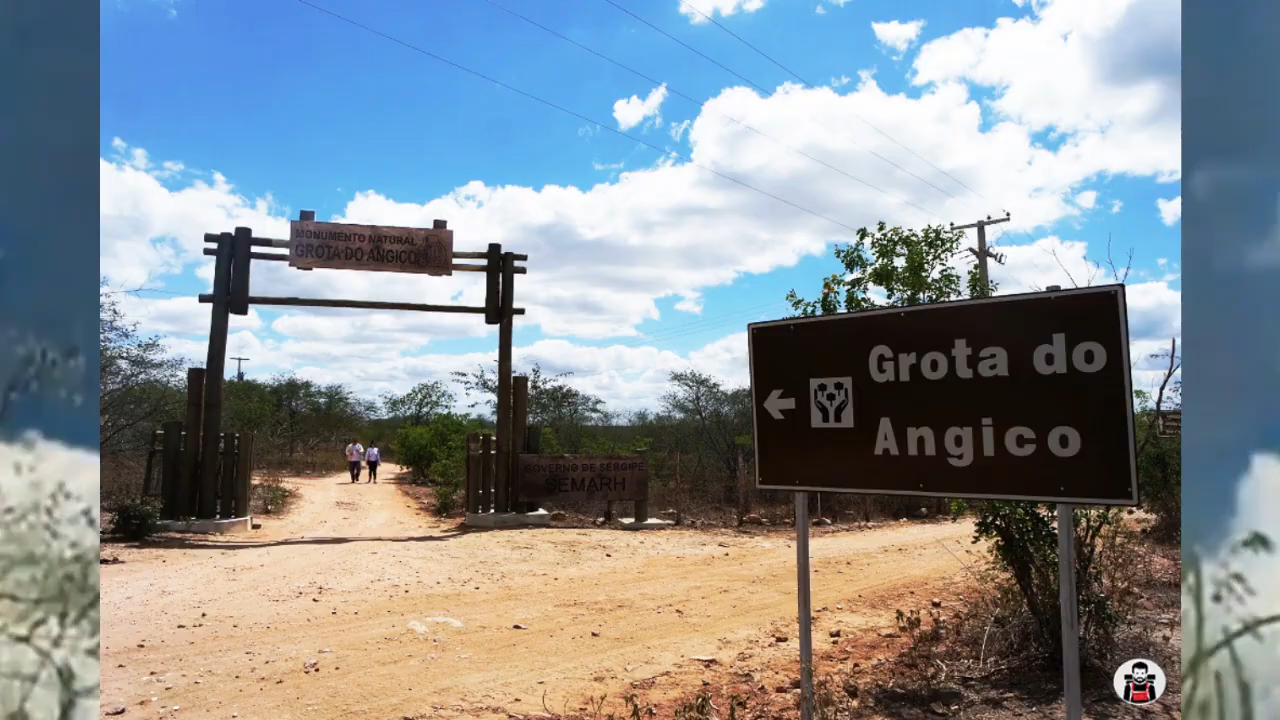 MONUMENTO NATURAL
GROTA DO ANGICO
GOVERNO DE SERGIPE
SEMARH
Grota do
Angico